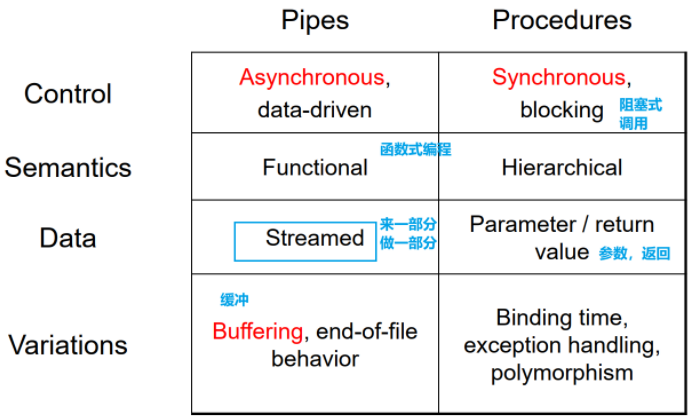 Pipes
Procedures
Control
Asynchronous,
data-driven
Synchronous,
blocking
阻塞式
调用
Semantics
Functional
函数式编程
Hierarchical
Data
Streamed
来一部分
做一部分
Parameter / return
value
参数，返回
Variations
缓冲
Buffering, end-of-file
behavior
Binding time,
exception handling,
polymorphism